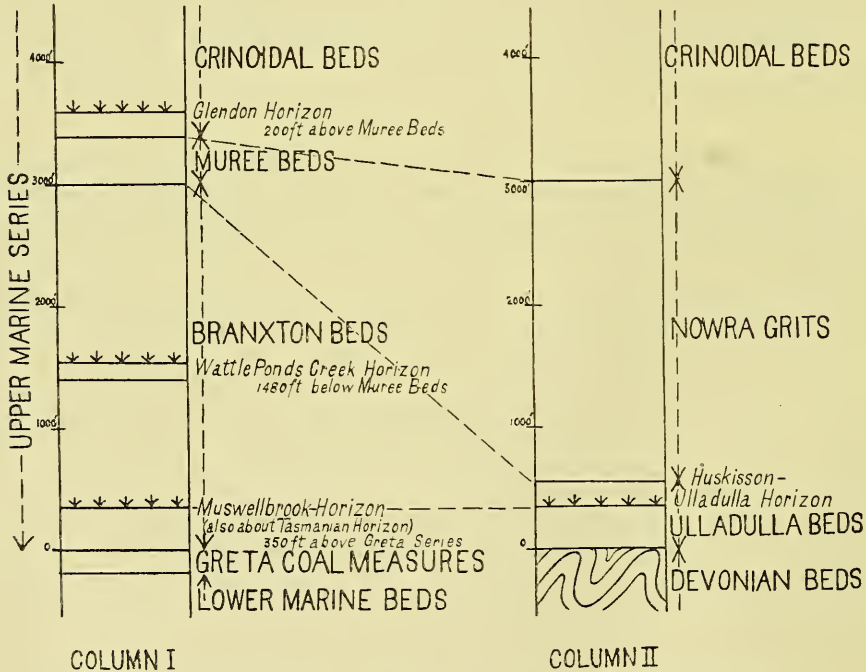 UPPER MARINE SERIES
4000'
CRINOIDAL BEDS
Glendon Horizon
200ft above Muree Beds
MUREE BEDS
3000'
2000'
BRANXTON BEDS
Wattle Ponds Creek Horizon
1480ft below Muree Beds
1000'
Muswellbrook-Horizon
(also about Tasmanian Horizon)
350ft above Greta Series
0
GRETA COAL MEASURES
LOWER MARINE BEDS
COLUMN I
4000'
CRINOIDAL BEDS
3000'
2000'
NOWRA GRITS
1000'
Huskisson-
Ulladulla Horizon
ULLADULLA BEDS
0
DEVONIAN BEDS
COLUMN II